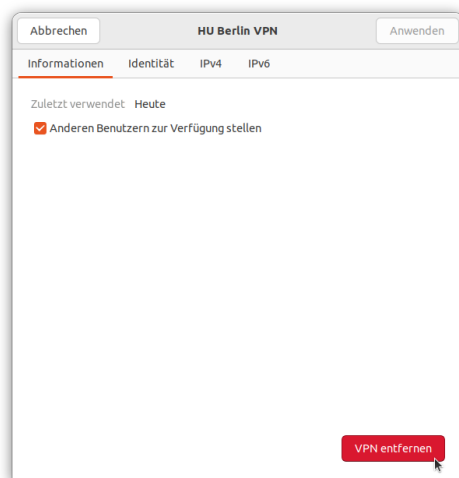 Abbrechen HU Berlin VPN Anwenden
Informationen Identität IPv4 IPv6
Zuletzt verwendet Heute
Anderen Benutzern zur Verfügung stellen
VPN entfernen